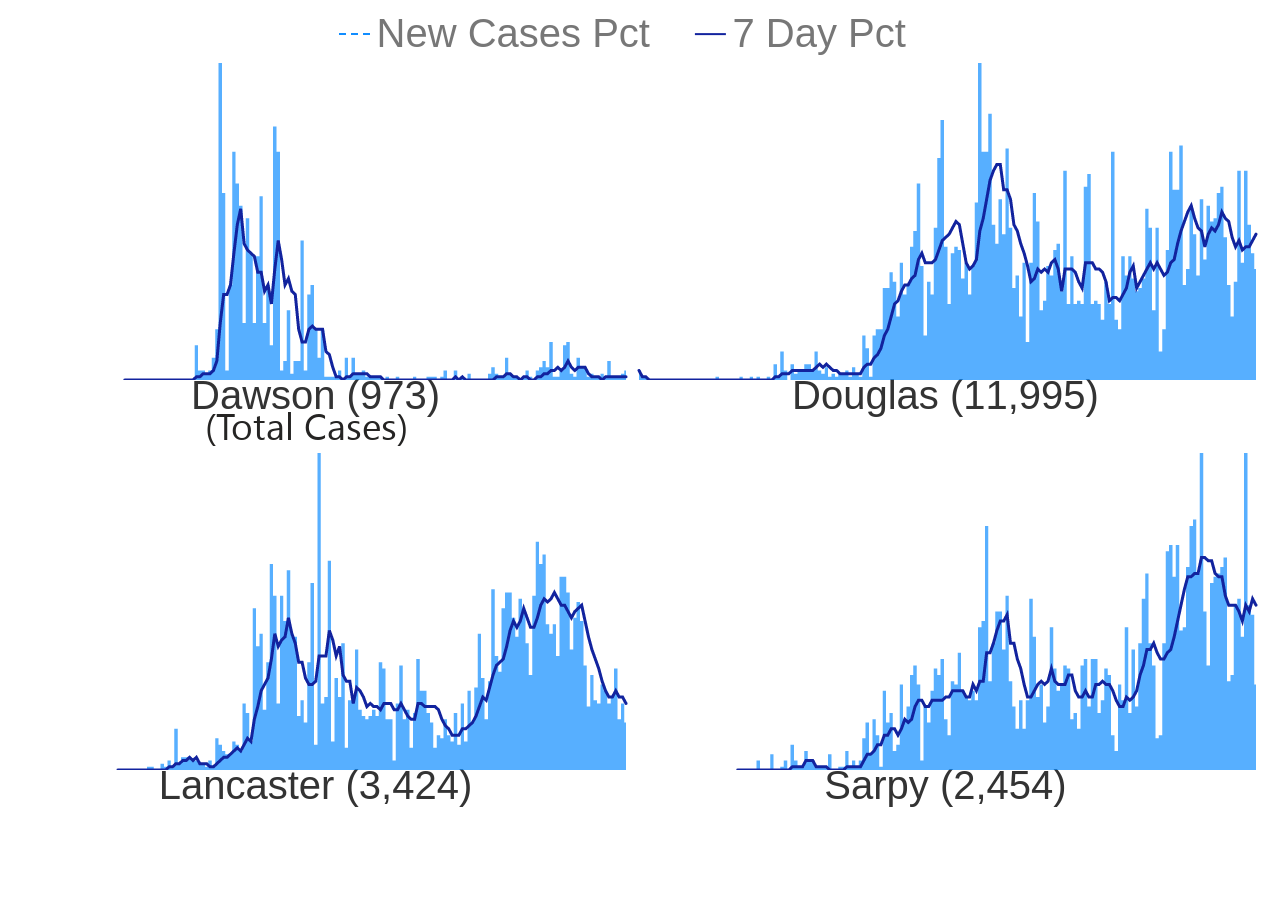 New Cases Pct 7 Day Pct
Dawson (973)
(Total Cases)
Douglas (11,995)
Lancaster (3,424)
Sarpy (2,454)